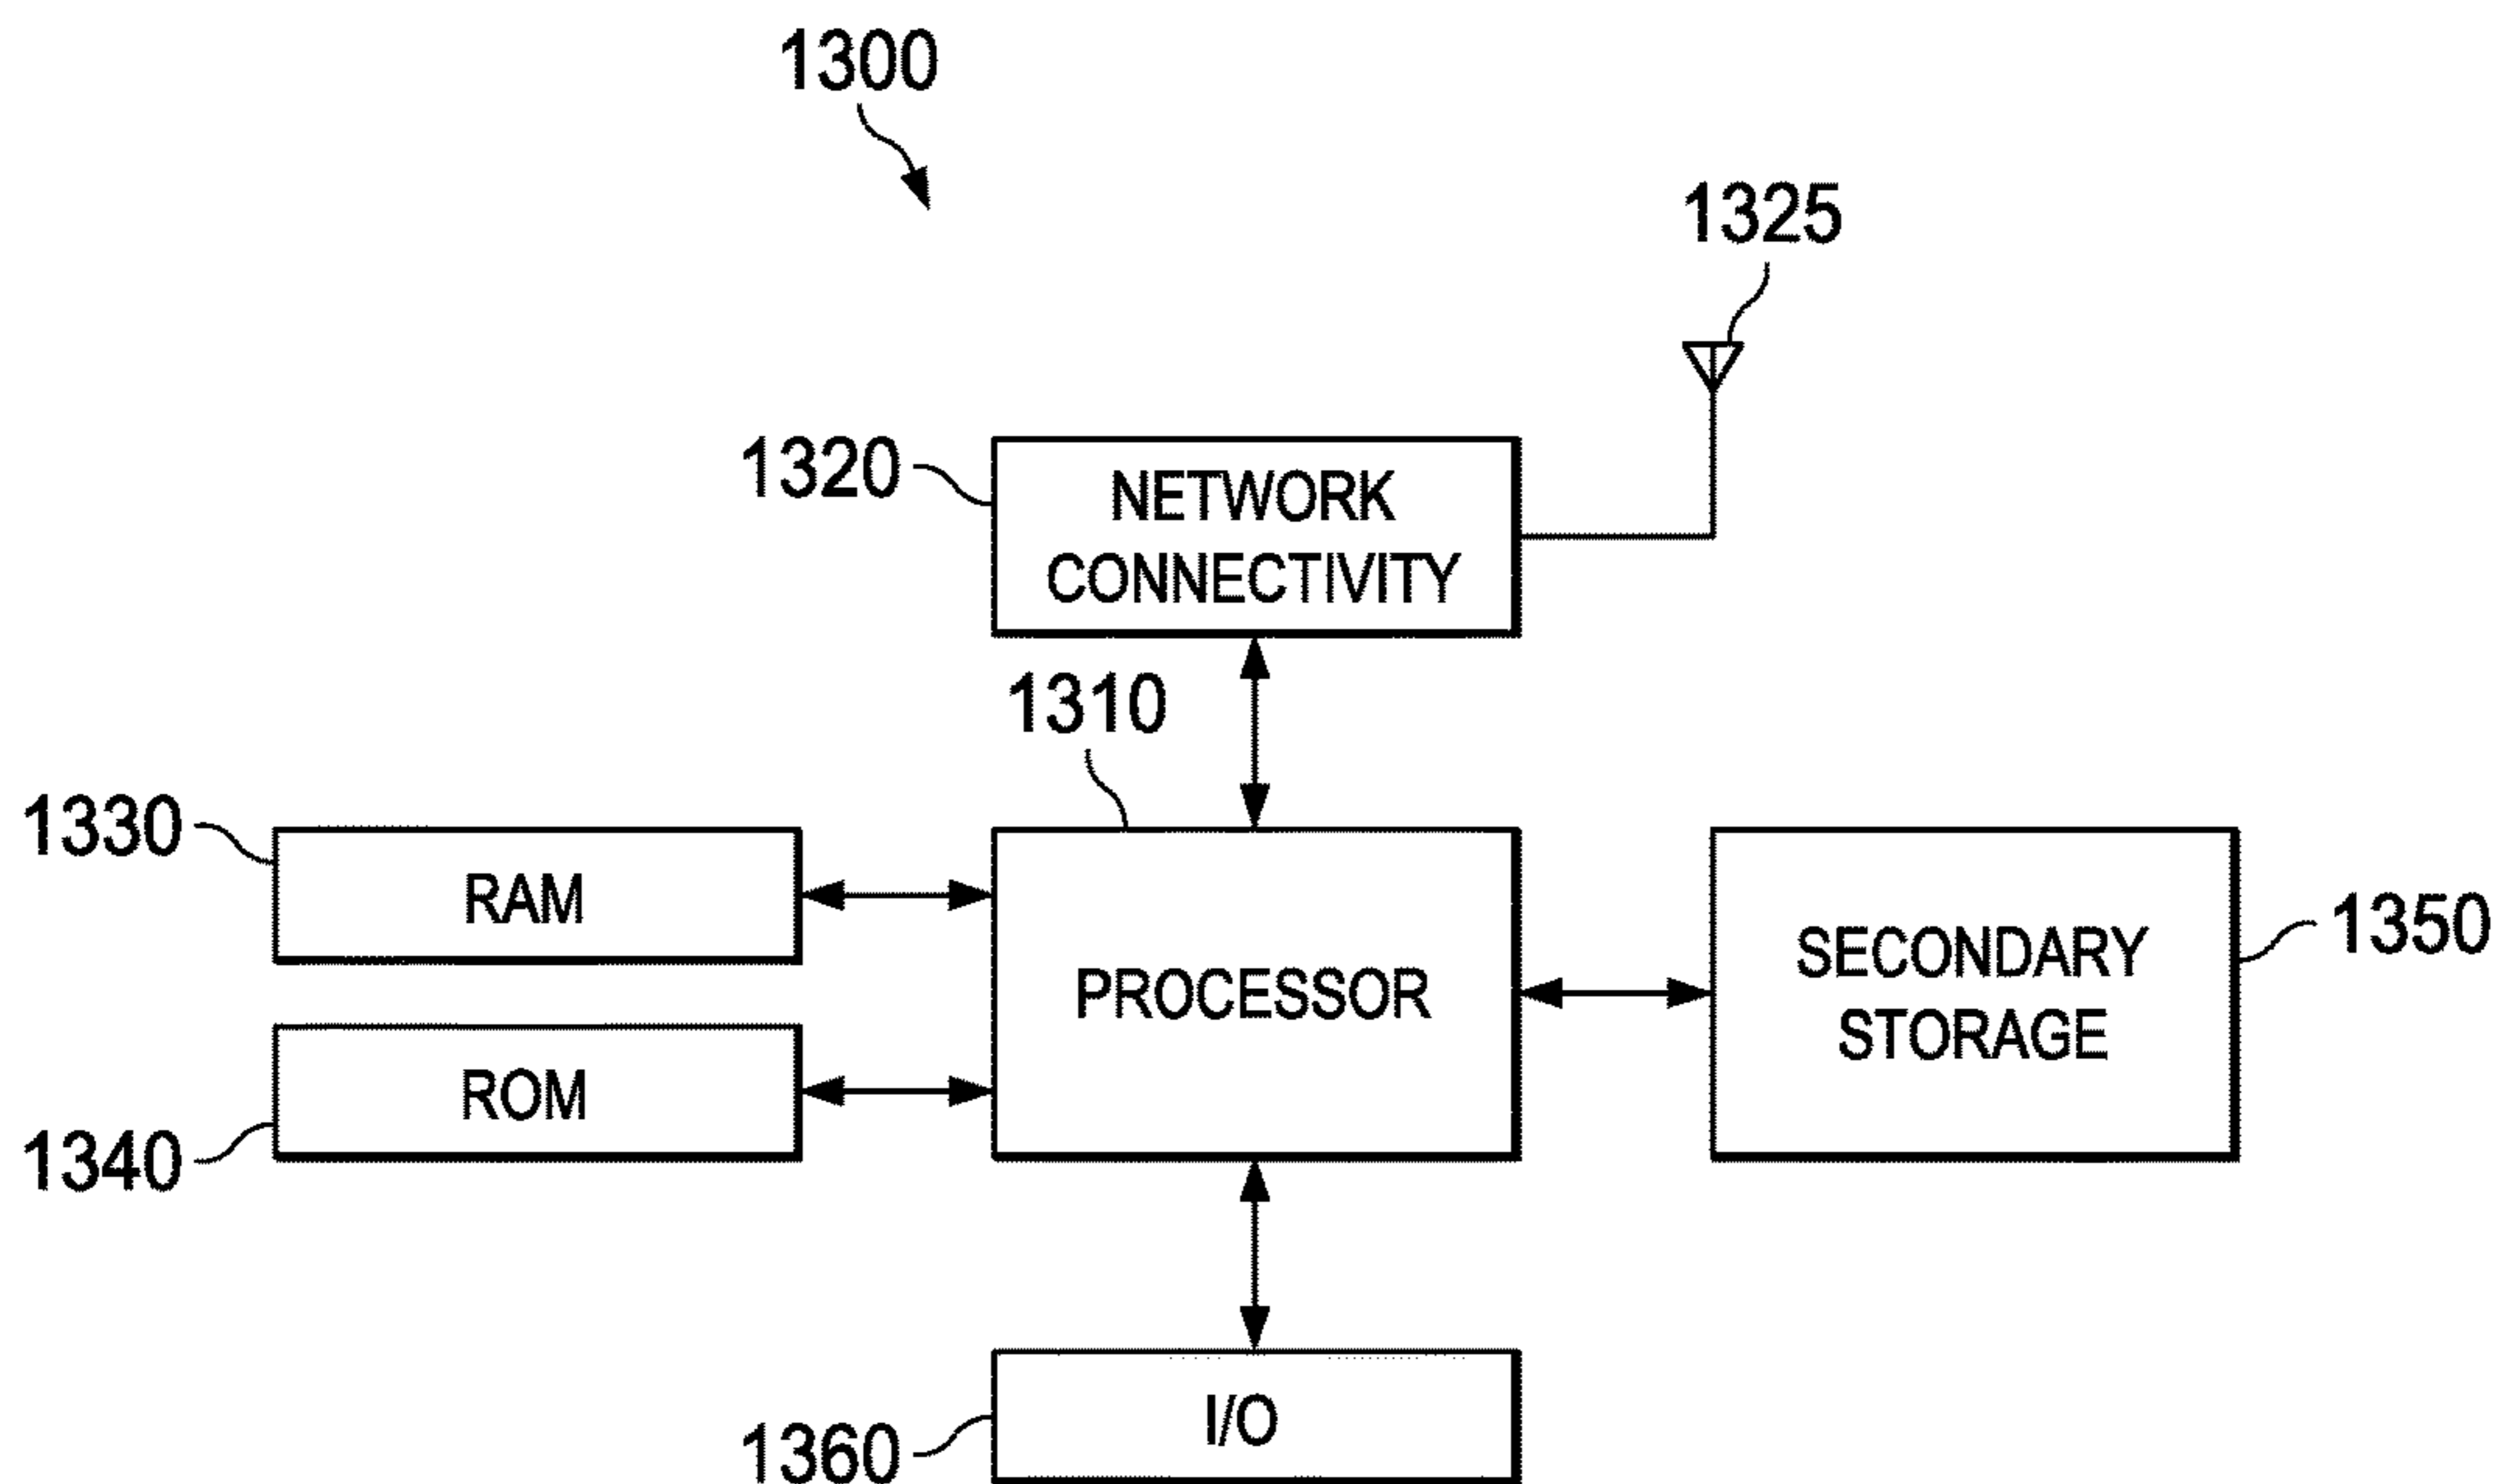 1300
1325
1320
NETWORK
CONNECTIVITY
1310
1330
RAM
PROCESSOR
SECONDARY
STORAGE
1350
ROM
1340
I/O
1360